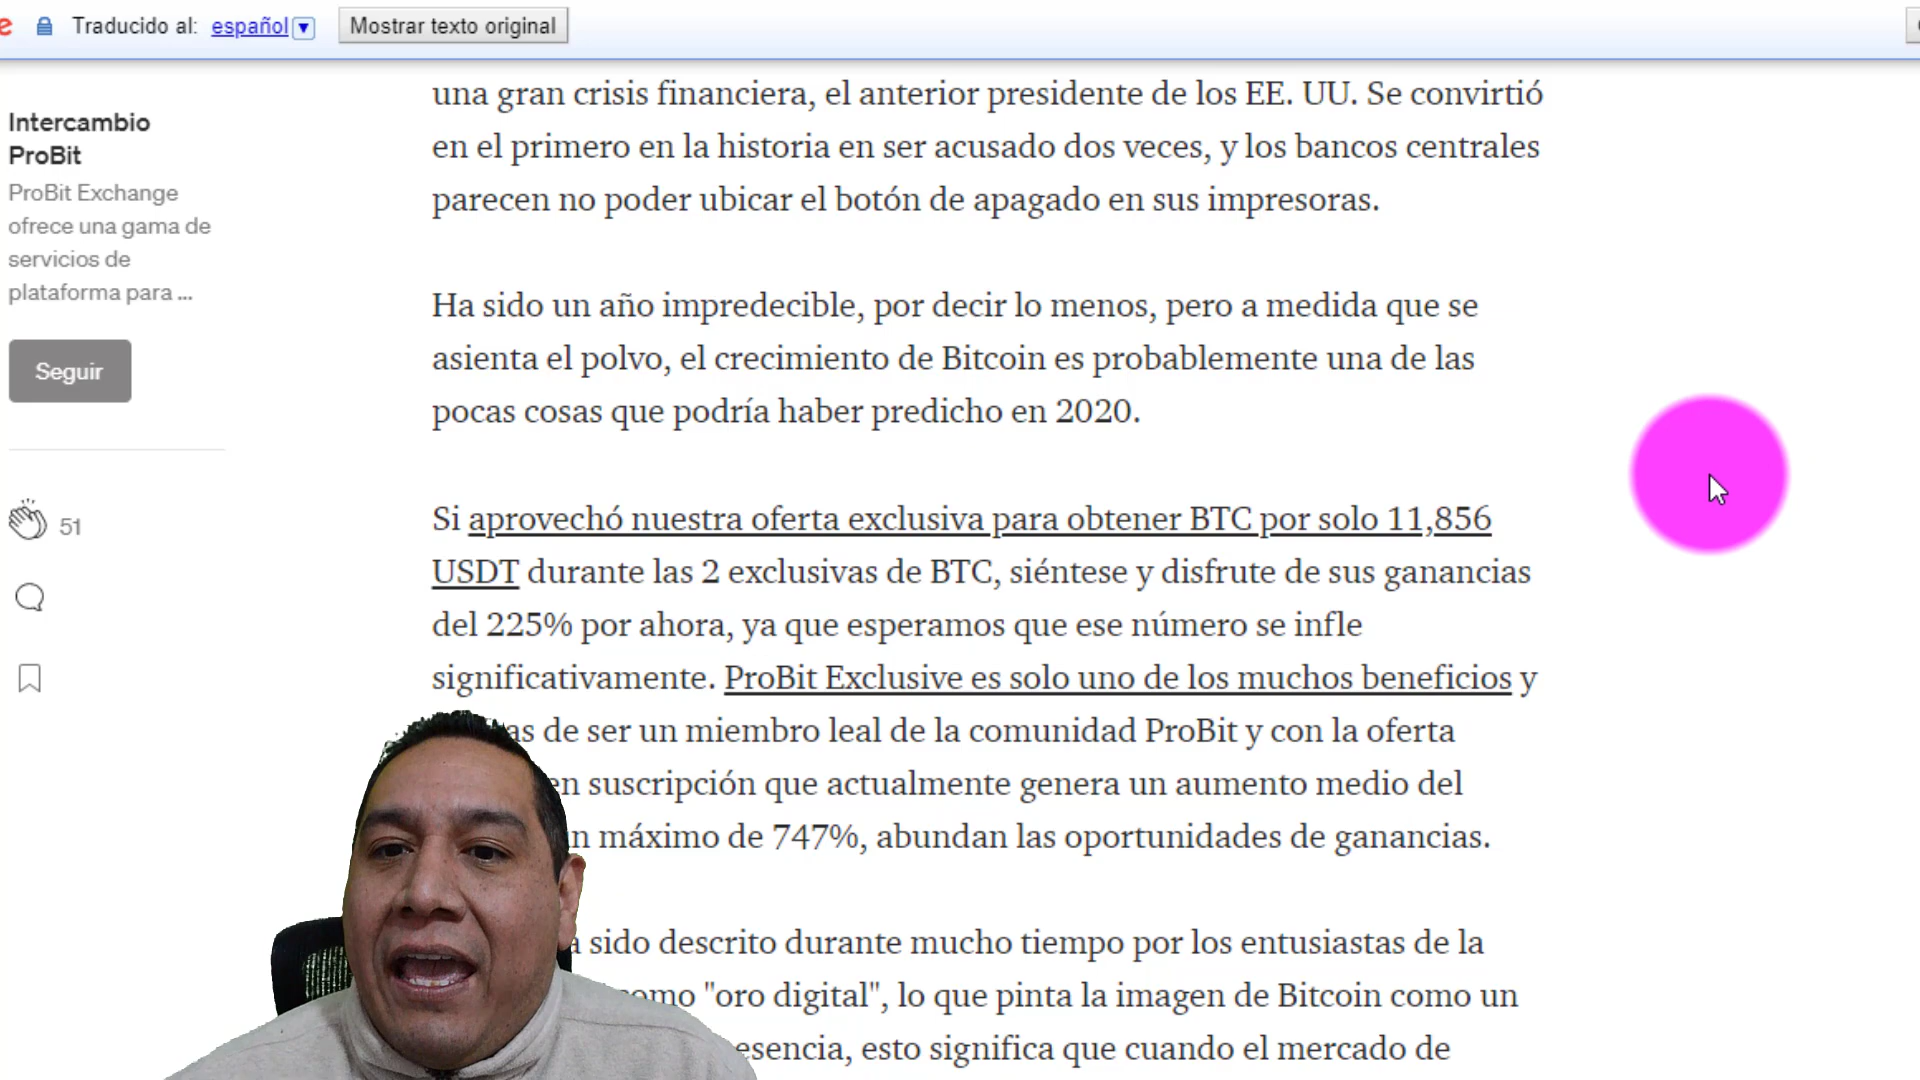 Traducido al: español
Mostrar texto original
Intercambio
ProBit
ProBit Exchange
ofrece una gama de
servicios de
plataforma para ...
Seguir
51
una gran crisis financiera, el anterior presidente de los EE. UU. Se convirtió
en el primero en la historia en ser acusado dos veces, y los bancos centrales
parecen no poder ubicar el botón de apagado en sus impresoras.
Ha sido un año impredecible, por decir lo menos, pero a medida que se
asienta el polvo, el crecimiento de Bitcoin es probablemente una de las
pocas cosas que podría haber predicho en 2020.
Si aprovechó nuestra oferta exclusiva para obtener BTC por solo 11,856
USDT durante las 2 exclusivas de BTC, siéntese y disfrute de sus ganancias
del 225% por ahora, ya que esperamos que ese número se infle
significativamente. ProBit Exclusive es solo uno de los muchos beneficios y
de ser un miembro leal de la comunidad ProBit y con la oferta
en suscripción que actualmente genera un aumento medio del
máximo de 747%, abundan las oportunidades de ganancias.
sido descrito durante mucho tiempo por los entusiastas de la
como "oro digital", lo que pinta la imagen de Bitcoin como un
esencia, esto significa que cuando el mercado de